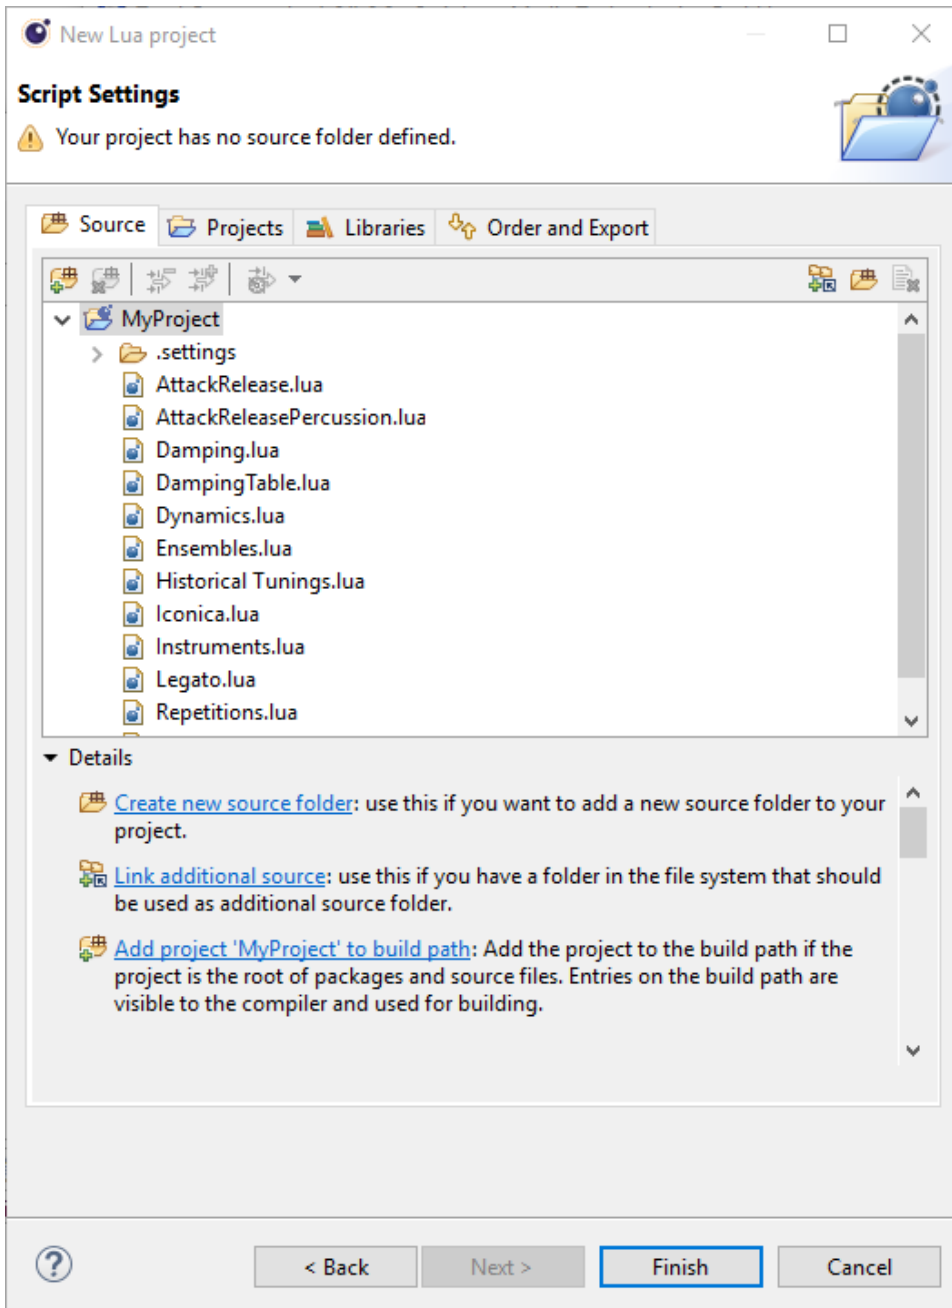 New Lua project
Script Settings
Your project has no source folder defined.
Source Projects Libraries Order and Export
MyProject
.settings
AttackRelease.lua
AttackReleasePercussion.lua
Damping.lua
DampingTable.lua
Dynamics.lua
Ensembles.lua
Historical Tunings.lua
Iconica.lua
Instruments.lua
Legato.lua
Repetitions.lua
Details
Create new source folder: use this if you want to add a new source folder to your
project.
Link additional source: use this if you have a folder in the file system that should
be used as additional source folder.
Add project 'MyProject' to build path: Add the project to the build path if the
project is the root of packages and source files. Entries on the build path are
visible to the compiler and used for building.
? < Back Next > Finish Cancel